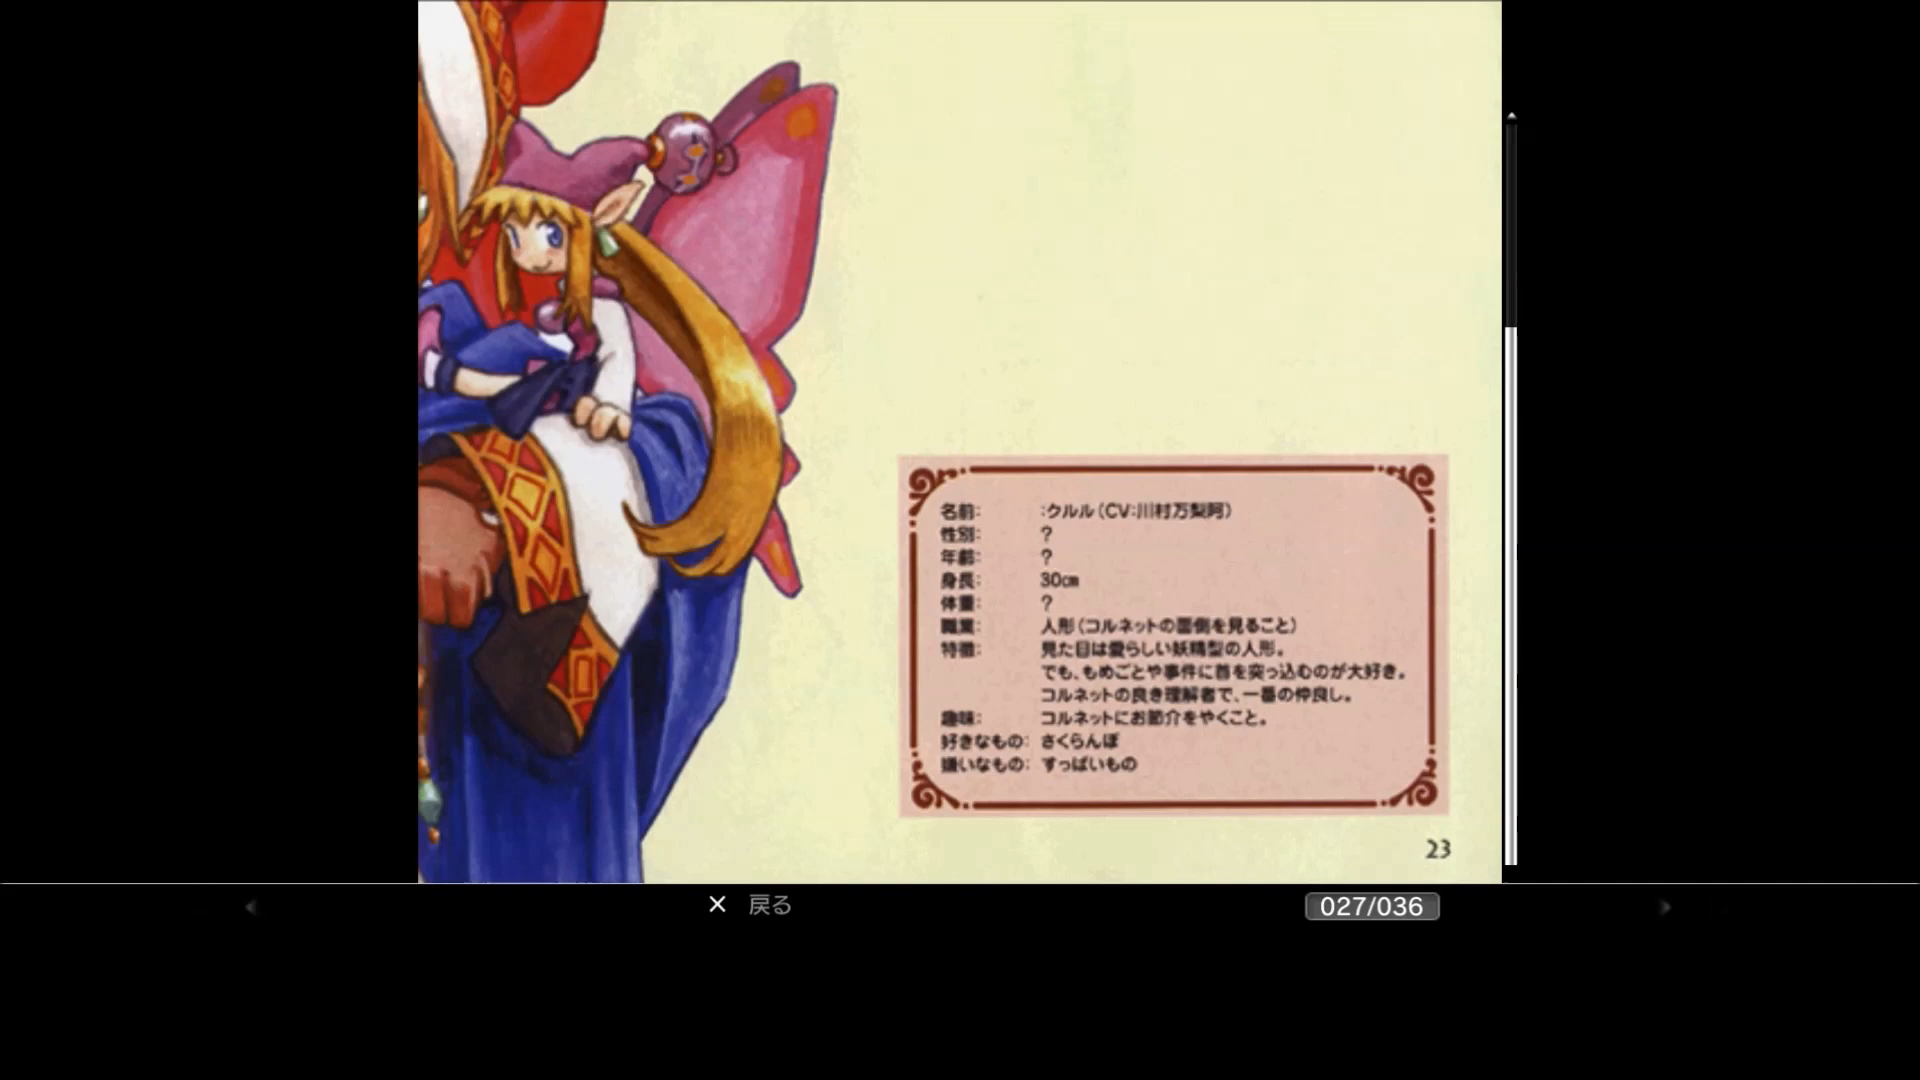 名前: :クルル(CV:川村万梨阿)
性別: ?
年齢: ?
身長: 30㎝
体重: ?
職業: 人形(コルネットの面倒を見ること)
特徴: 見た目は愛らしい妖精型の人形。
でも、もめごとや事件に首を突っ込むのが大好き。
コルネットの良き理解者で、一番の仲良し。
趣味: コルネットにお節介をやくこと。
好きなもの: さくらんぼ
嫌いなもの: すっぱいもの
23
× 戻る
027/036